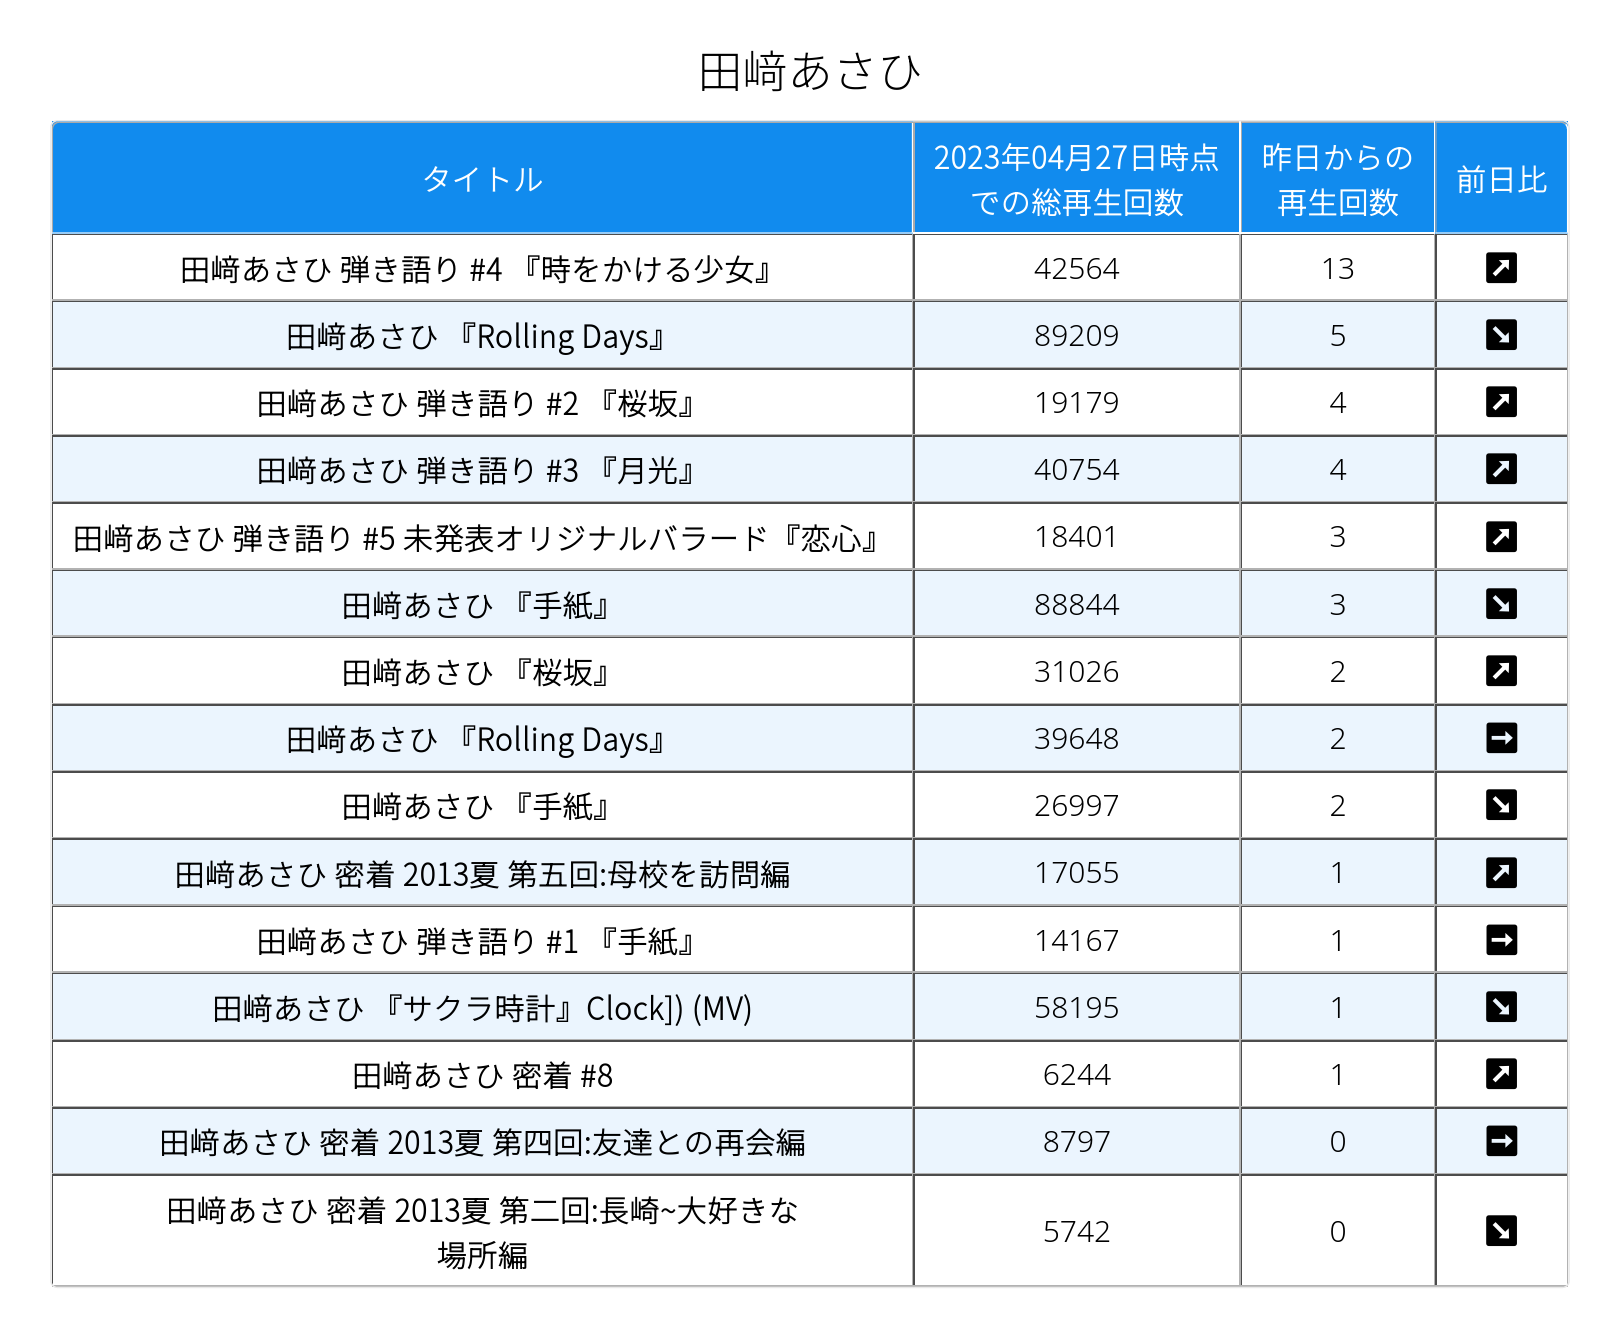 田﨑あさひ
タイトル
2023年04月27日時点
での総再生回数
昨日からの
再生回数
前日比
田﨑あさひ 弾き語り #4 『時をかける少女』 42564 13 ↗
田﨑あさひ 『Rolling Days』 89209 5 ↘
田﨑あさひ 弾き語り #2 『桜坂』 19179 4 ↗
田﨑あさひ 弾き語り #3 『月光』 40754 4 ↗
田﨑あさひ 弾き語り #5 未発表オリジナルバラード『恋心』 18401 3 ↗
田﨑あさひ 『手紙』 88844 3 ↘
田﨑あさひ 『桜坂』 31026 2 ↗
田﨑あさひ 『Rolling Days』 39648 2 →
田﨑あさひ 『手紙』 26997 2 ↘
田﨑あさひ 密着 2013夏 第五回:母校を訪問編 17055 1 ↗
田﨑あさひ 弾き語り #1 『手紙』 14167 1 →
田﨑あさひ 『サクラ時計』Clock]) (MV) 58195 1 ↘
田﨑あさひ 密着 #8 6244 1 ↗
田﨑あさひ 密着 2013夏 第四回:友達との再会編 8797 0 →
田﨑あさひ 密着 2013夏 第二回:長崎~大好きな
場所編 5742 0 ↘